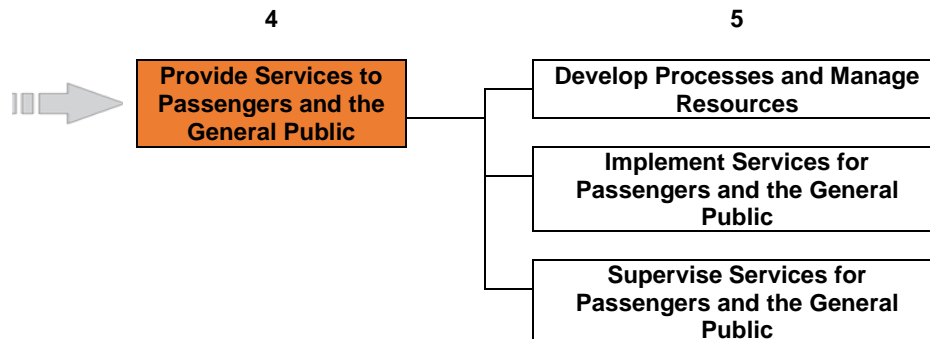 4
5
Provide Services to
Passengers and the
General Public
Develop Processes and Manage
Resources
Implement Services for
Passengers and the General
Public
Supervise Services for
Passengers and the General
Public